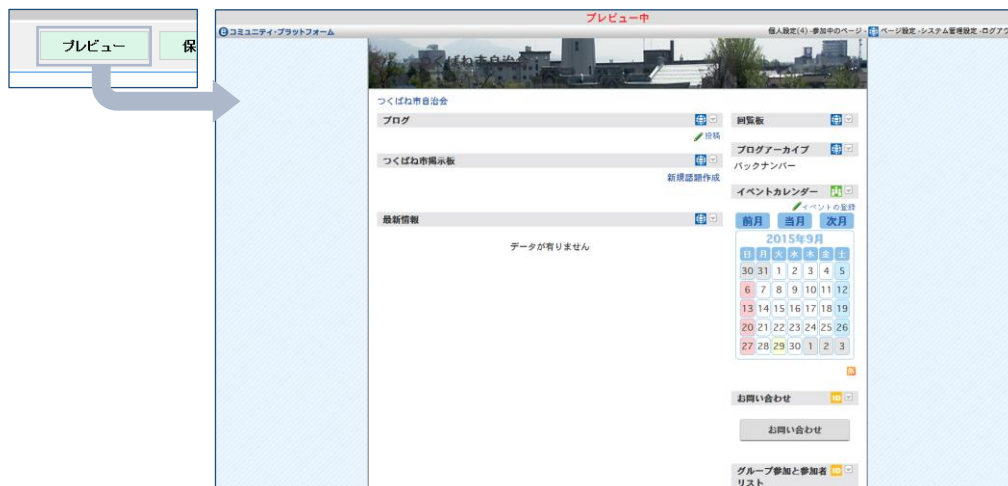 プレビュー
保
プレビュー中
eコミュニティ・プラットフォーム
個人設定(4)・参加中のページ・ページ設定・システム管理設定・ログアウ
つくばね市自治会
つくばね市自治会
ブログ
投稿
つくばね市掲示板
新規話題作成
最新情報
データが有りません
回覧板
ブログアーカイブ
バックナンバー
イベントカレンダー
イベントの登録
前月 当月 次月
2015年9月
日 月 火 水 木 金 土
30 31 1 2 3 4 5
6 7 8 9 10 11 12
13 14 15 16 17 18 19
20 21 22 23 24 25 26
27 28 29 30 1 2 3
お問い合わせ
ID
お問い合わせ
グループ参加と参加者
リスト
ID